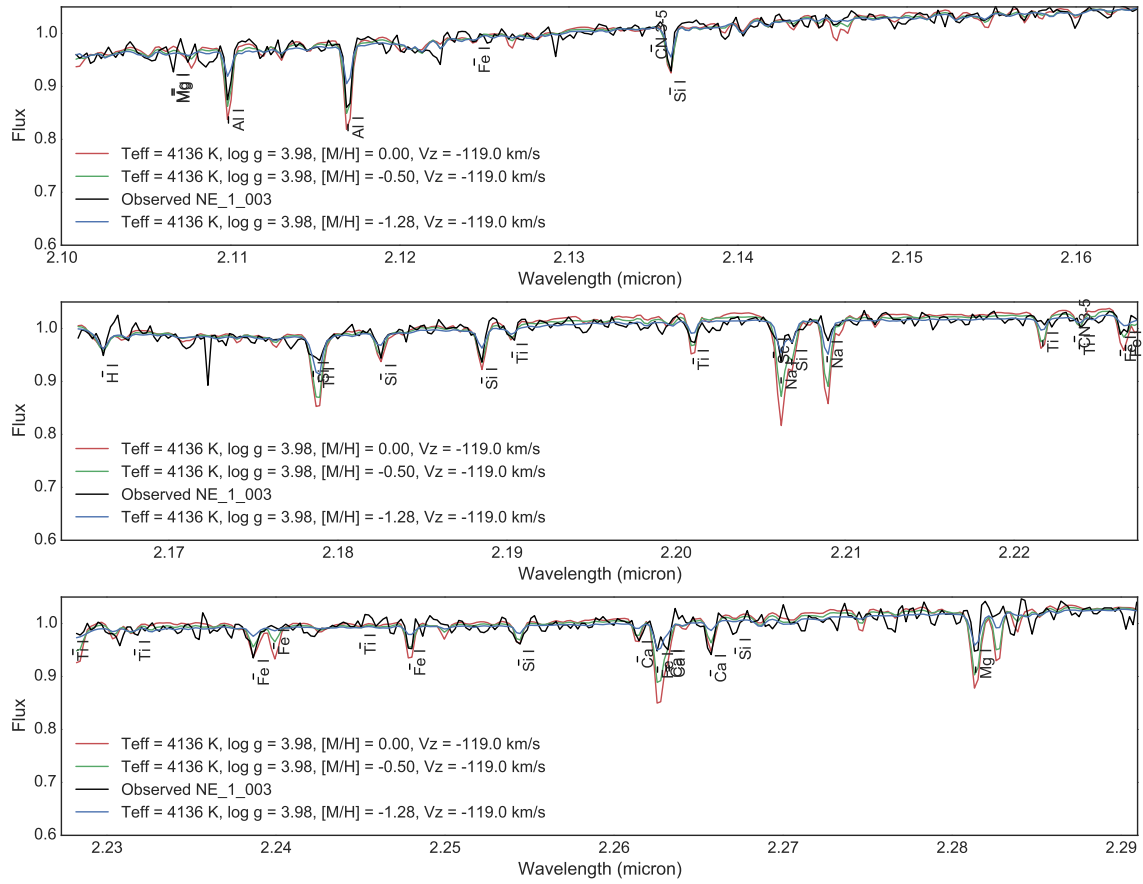 1.0
0.9
0.8
0.7
0.6
Flux
Mg I
Al I
Al I
Fe I
CN 3-5
Si I
Teff = 4136 K, log g = 3.98, [M/H] = 0.00, Vz = -119.0 km/s
Teff = 4136 K, log g = 3.98, [M/H] = -0.50, Vz = -119.0 km/s
Observed NE_1_003
Teff = 4136 K, log g = 3.98, [M/H] = -1.28, Vz = -119.0 km/s
2.10 2.11 2.12 2.13 2.14 2.15 2.16
Wavelength (micron)
1.0
0.9
0.8
0.7
0.6
Flux
H I
Si I
Si I
Ti I
Ti I
Na I
Sc I
Si I
Na I
Ti I
Ti I
CN 3-5
Fe I
Teff = 4136 K, log g = 3.98, [M/H] = 0.00, Vz = -119.0 km/s
Teff = 4136 K, log g = 3.98, [M/H] = -0.50, Vz = -119.0 km/s
Observed NE_1_003
Teff = 4136 K, log g = 3.98, [M/H] = -1.28, Vz = -119.0 km/s
2.17 2.18 2.19 2.20 2.21 2.22
Wavelength (micron)
1.0
0.9
0.8
0.7
0.6
Flux
Ti I
Ti I
Fe I
Fe I
Ti I
Fe I
Si I
Ca I
Ca I
Ca I
Si I
Mg I
Teff = 4136 K, log g = 3.98, [M/H] = 0.00, Vz = -119.0 km/s
Teff = 4136 K, log g = 3.98, [M/H] = -0.50, Vz = -119.0 km/s
Observed NE_1_003
Teff = 4136 K, log g = 3.98, [M/H] = -1.28, Vz = -119.0 km/s
2.23 2.24 2.25 2.26 2.27 2.28 2.29
Wavelength (micron)